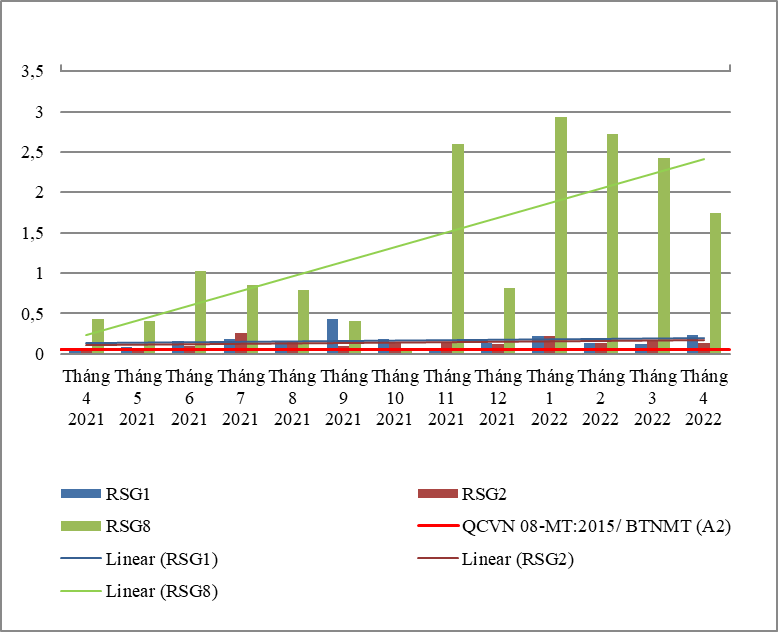 3,5
3
2,5
2
1,5
1
0,5
0
Tháng Tháng Tháng Tháng Tháng Tháng Tháng Tháng Tháng Tháng Tháng Tháng Tháng
4 5 6 7 8 9 10 11 12 1 2 3 4
2021 2021 2021 2021 2021 2021 2021 2021 2021 2022 2022 2022 2022
RSG1 RSG2
RSG8 QCVN 08-MT:2015/ BTNMT (A2)
Linear (RSG1) Linear (RSG2)
Linear (RSG8)